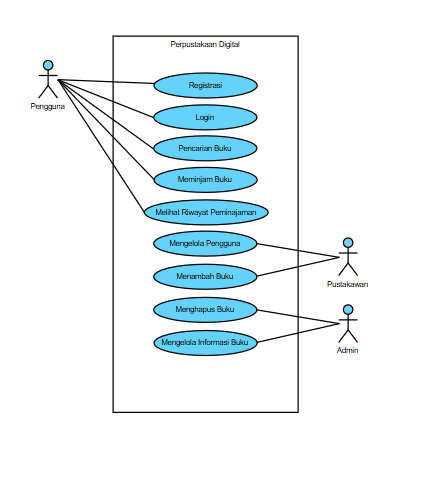 Perpustakaan Digital
Registrasi
Pengguna
Login
Pencarian Buku
Meminjam Buku
Melihat Riwayat Peminajaman
Mengelola Pengguna
Menambah Buku
Pustakawan
Menghapus Buku
Mengelola Informasi Buku
Admin